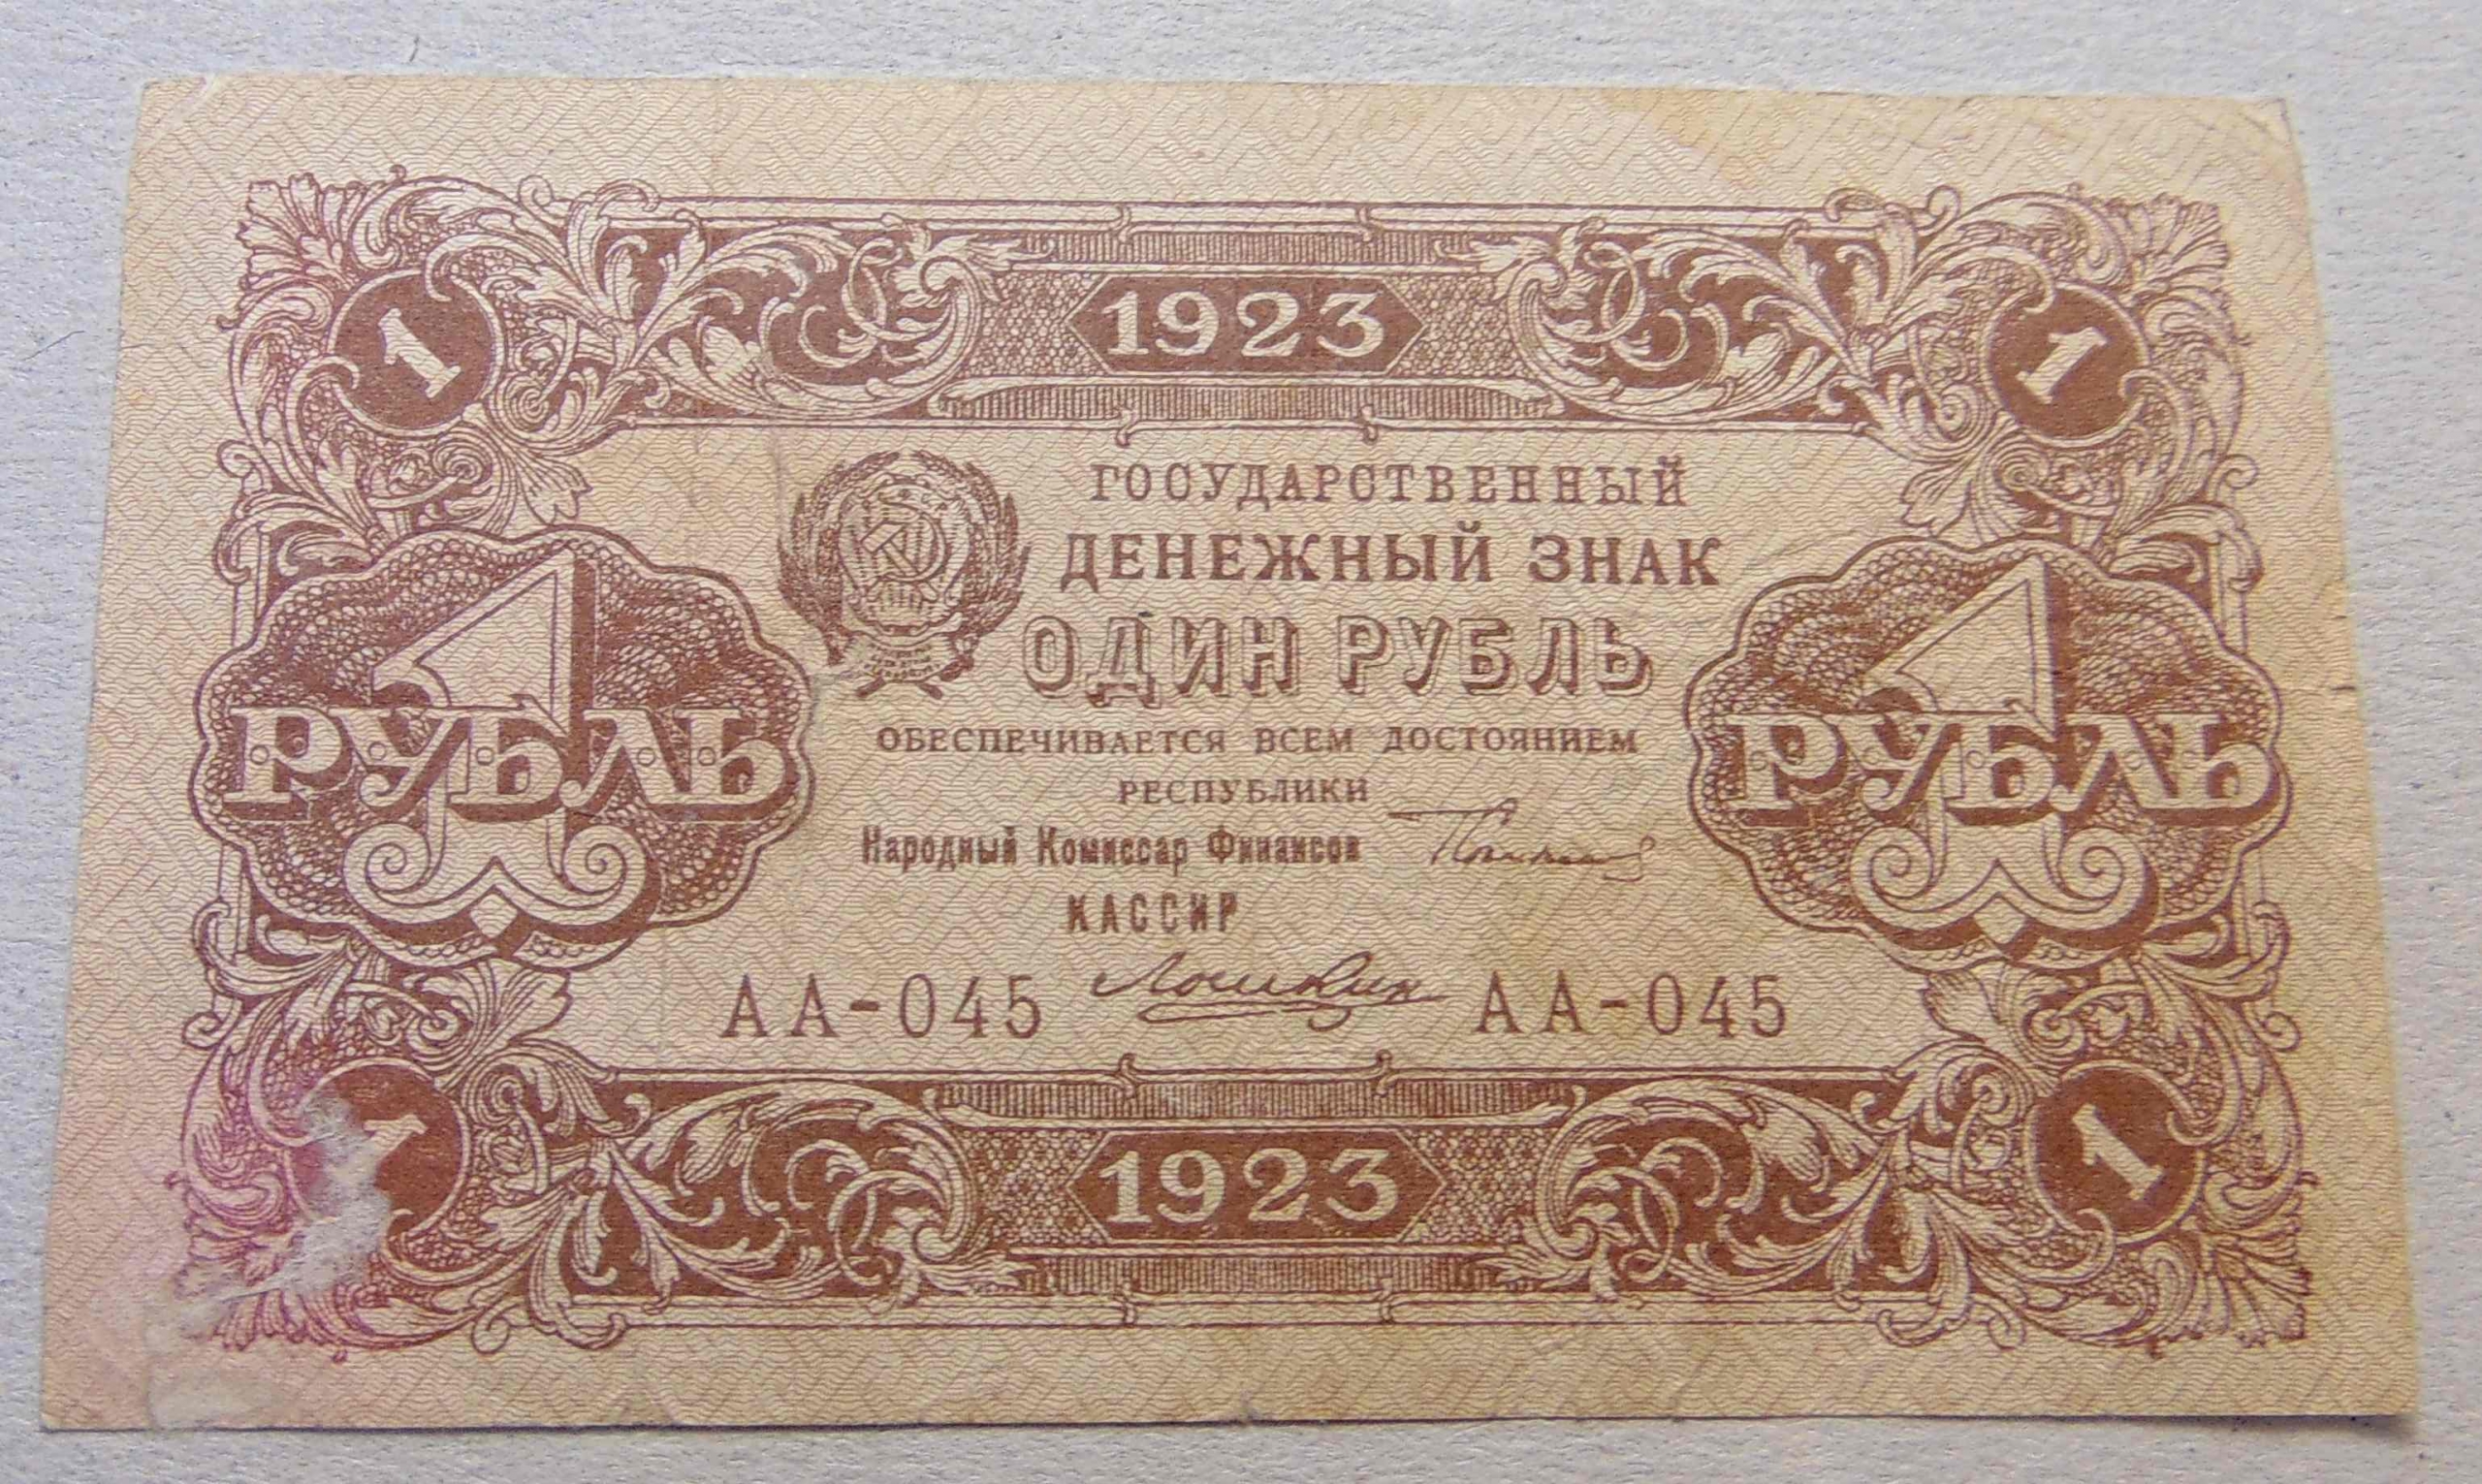 1923
1
1
ГОСУДАРСТВЕННЫЙ
ДЕНЕЖНЫЙ ЗНАК
ОДИН РУБЛЬ
1 РУБЛЬ
1 РУБЛЬ
ОБЕСПЕЧИВАЕТСЯ ВСЕМ ДОСТОЯНИЕМ
РЕСПУБЛИКИ
Народный Комиссар Финансов
КАССИР
АА-045
АА-045
1923
1